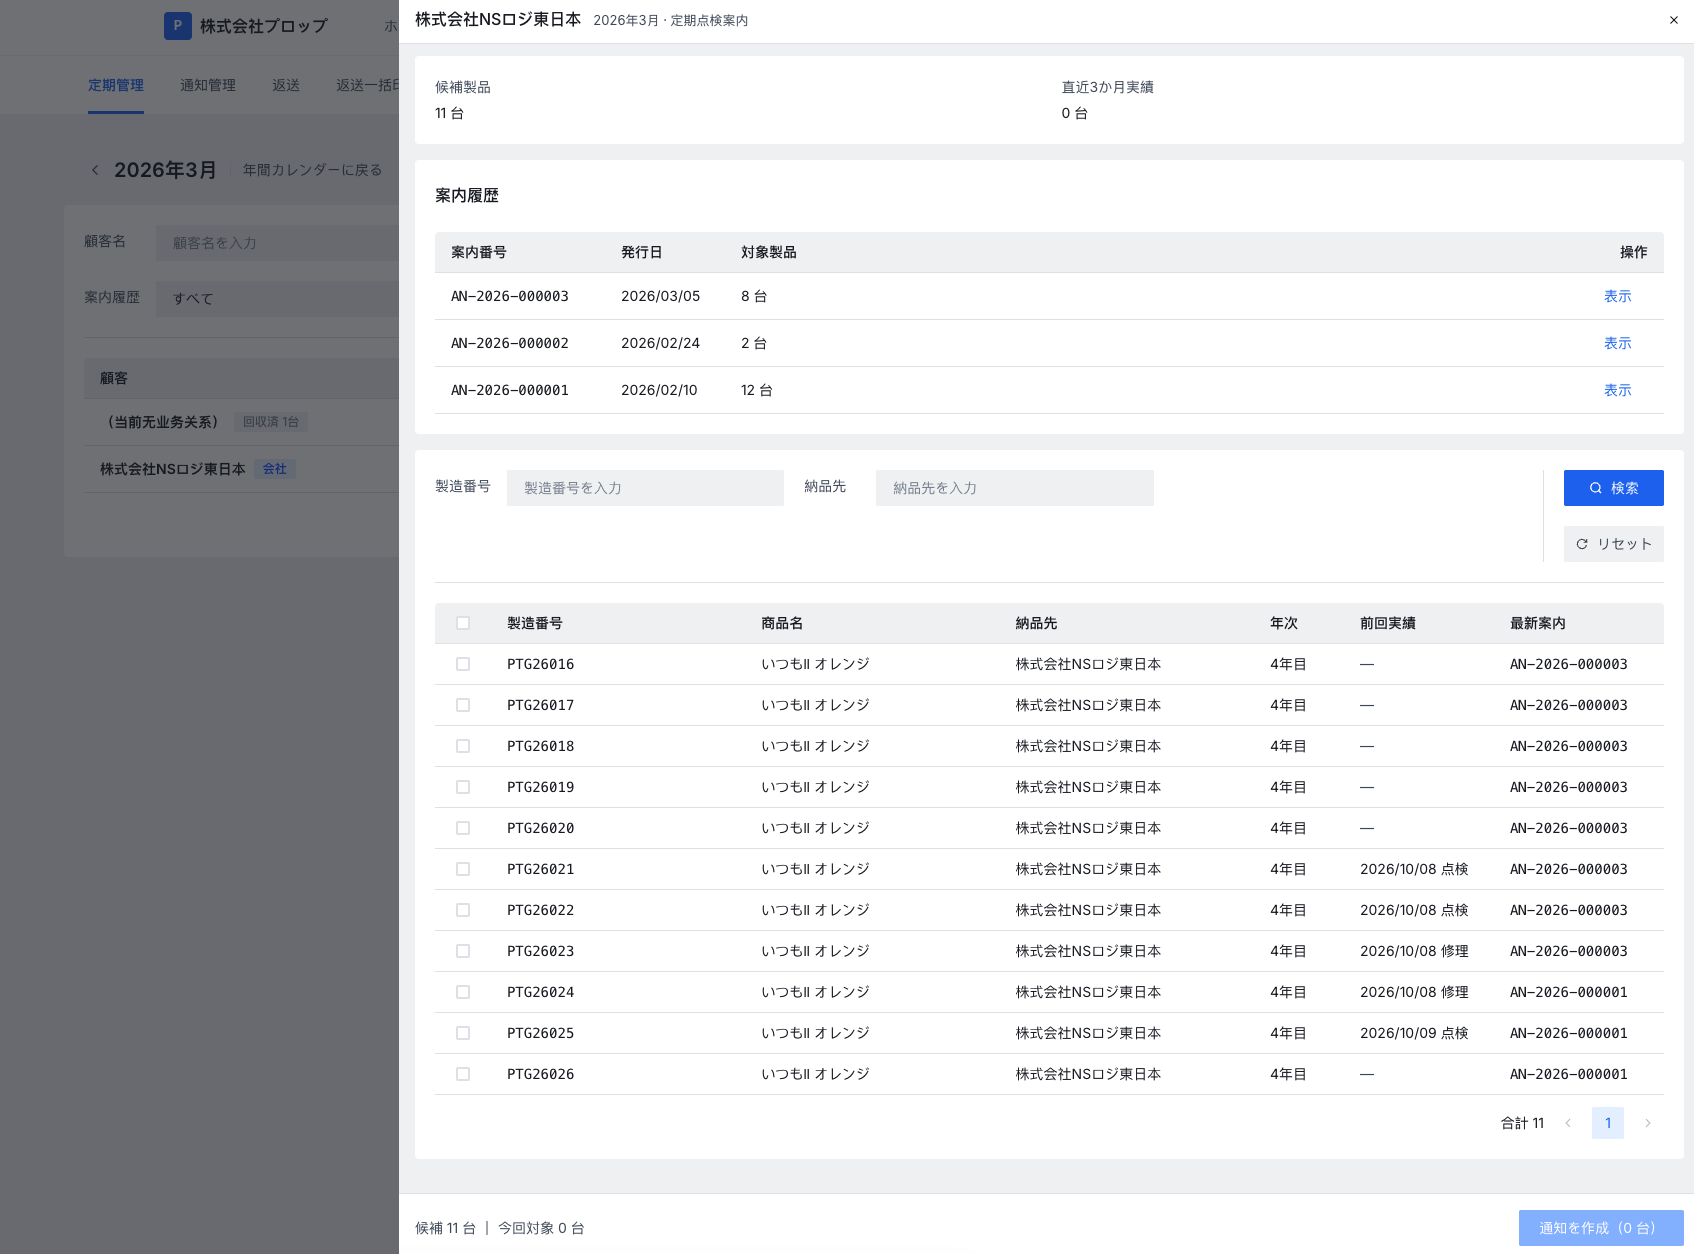 P 株式会社プロップ ホ
定期管理 通知管理 返送 返送一括
2026年3月 年間カレンダーに戻る
顧客名 顧客名を入力
案内履歴 すべて
顧客
（当前无业务关系） 回収済 1台
株式会社NSロジ東日本 会社
株式会社NSロジ東日本 2026年3月 · 定期点検案内 ×
候補製品 直近3か月実績
11 台 0 台
案内履歴
案内番号 発行日 対象製品 操作
AN-2026-000003 2026/03/05 8 台 表示
AN-2026-000002 2026/02/24 2 台 表示
AN-2026-000001 2026/02/10 12 台 表示
製造番号 製造番号を入力 納品先 納品先を入力 検索
リセット
製造番号 商品名 納品先 年次 前回実績 最新案内
PTG26016 いつもII オレンジ 株式会社NSロジ東日本 4年目 — AN-2026-000003
PTG26017 いつもII オレンジ 株式会社NSロジ東日本 4年目 — AN-2026-000003
PTG26018 いつもII オレンジ 株式会社NSロジ東日本 4年目 — AN-2026-000003
PTG26019 いつもII オレンジ 株式会社NSロジ東日本 4年目 — AN-2026-000003
PTG26020 いつもII オレンジ 株式会社NSロジ東日本 4年目 — AN-2026-000003
PTG26021 いつもII オレンジ 株式会社NSロジ東日本 4年目 2026/10/08 点検 AN-2026-000003
PTG26022 いつもII オレンジ 株式会社NSロジ東日本 4年目 2026/10/08 点検 AN-2026-000003
PTG26023 いつもII オレンジ 株式会社NSロジ東日本 4年目 2026/10/08 修理 AN-2026-000003
PTG26024 いつもII オレンジ 株式会社NSロジ東日本 4年目 2026/10/08 修理 AN-2026-000001
PTG26025 いつもII オレンジ 株式会社NSロジ東日本 4年目 2026/10/09 点検 AN-2026-000001
PTG26026 いつもII オレンジ 株式会社NSロジ東日本 4年目 — AN-2026-000001
合計 11 1
候補 11 台 | 今回対象 0 台 通知を作成（0 台）